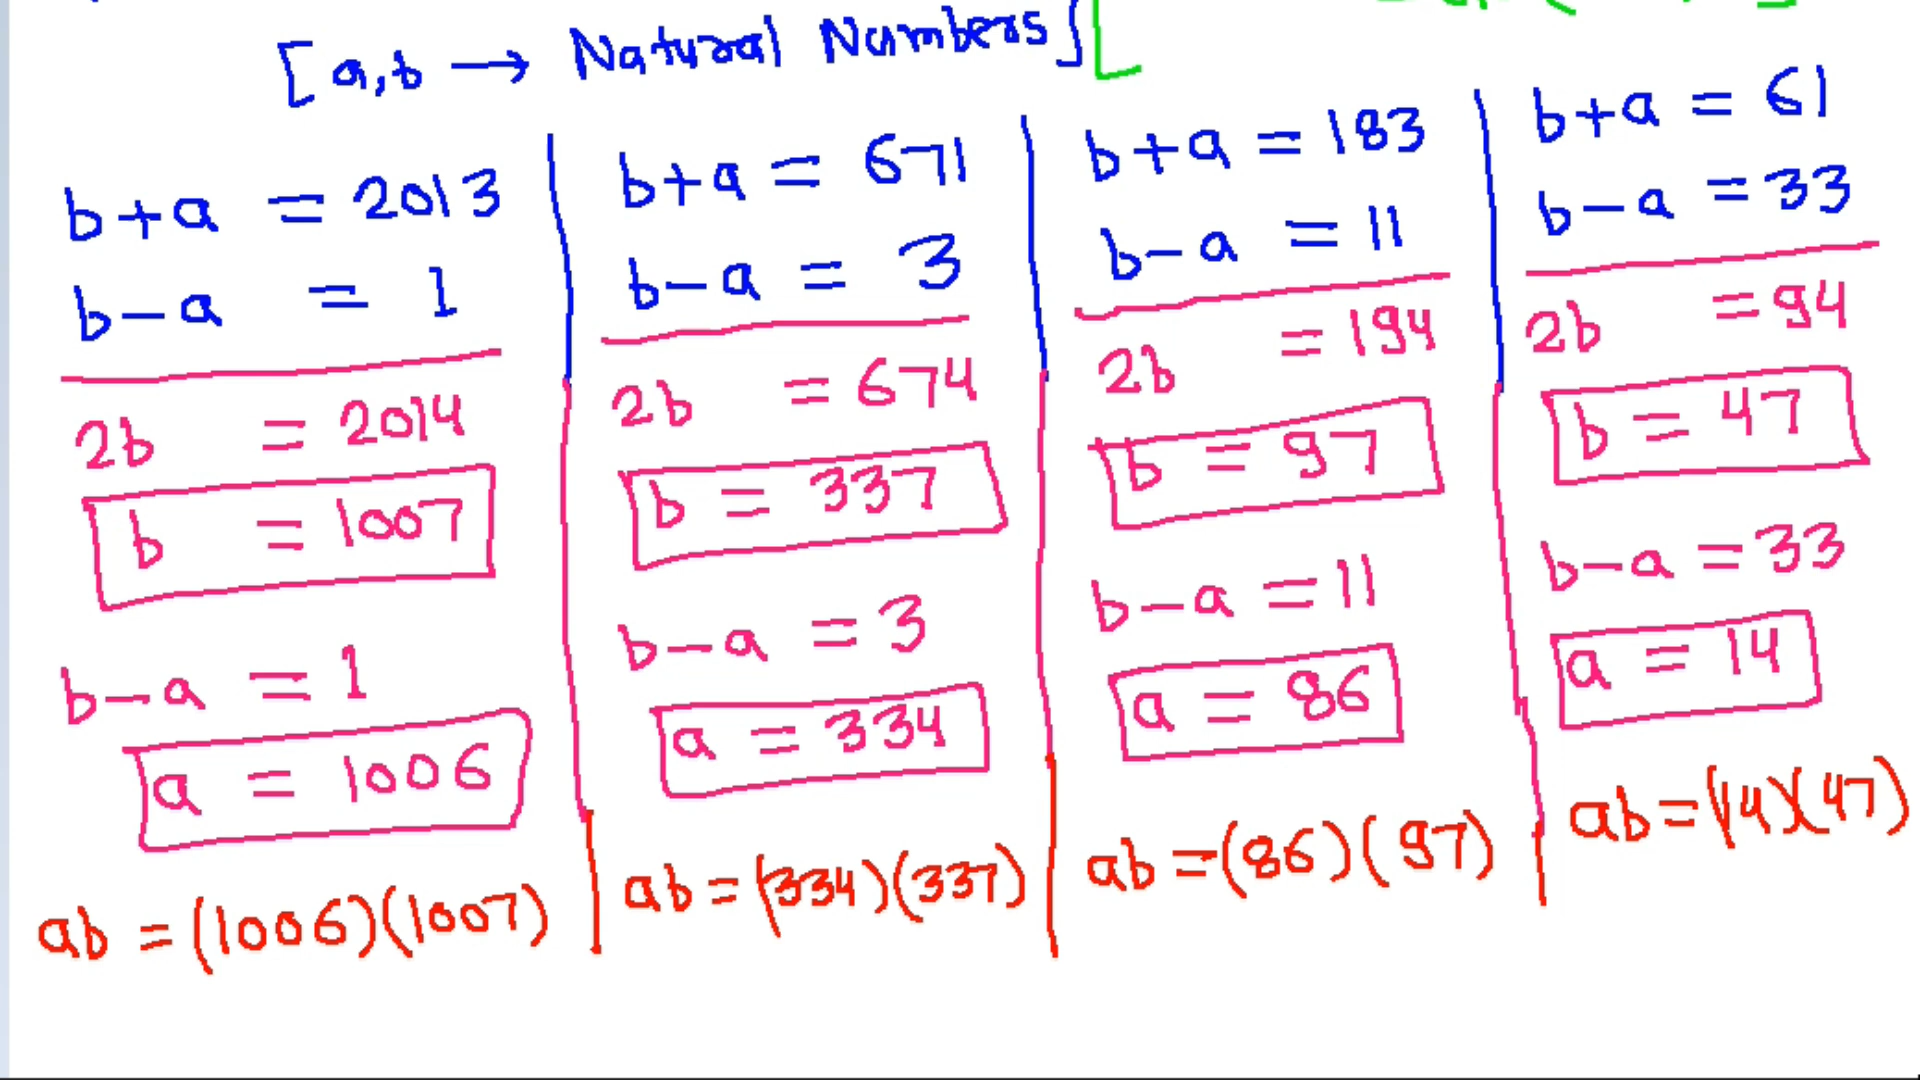 [a,b → Natural Numbers]
b+a = 2013
b-a = 1
2b = 2014
b = 1007
b-a = 1
a = 1006
ab = (1006)(1007)
b+a = 671
b-a = 3
2b = 674
b = 337
b-a = 3
a = 334
ab = (334)(337)
b+a = 183
b-a = 11
2b = 194
b = 97
b-a = 11
a = 86
ab = (86)(97)
b+a = 61
b-a = 33
2b = 94
b = 47
b-a = 33
a = 14
ab = (14)(47)